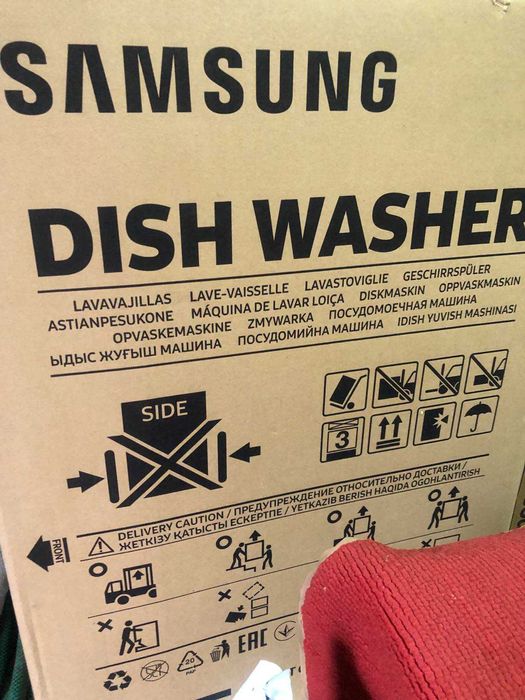 SAMSUNG
DISH WASHER
LAVAVAJILLAS LAVE-VAISSELLE LAVASTOVIGLIE GESCHIRRSPÜLER
ASTIANPESUKONE MÁQUINA DE LAVAR LOIÇA DISKMASKIN OPPVASKMASKIN
OPVASKEMASKINE ZMYWARKA ПОСУДОМОЕЧНАЯ МАШИНА
ЫДЫС ЖУҒЫШ МАШИНА ПОСУДОМИЙНА МАШИНА IDISH YUVISH MASHINASI
SIDE
3
FRONT
DELIVERY CAUTION / ПРЕДУПРЕЖДЕНИЕ ОТНОСИТЕЛЬНО ДОСТАВКИ /
ЖЕТКІЗУ ҚАТЫСТЫ ЕСКЕРТПЕ / YETKAZIB BERISH HAQIDA OGOHLANTIRISH
20
PAP
EAC